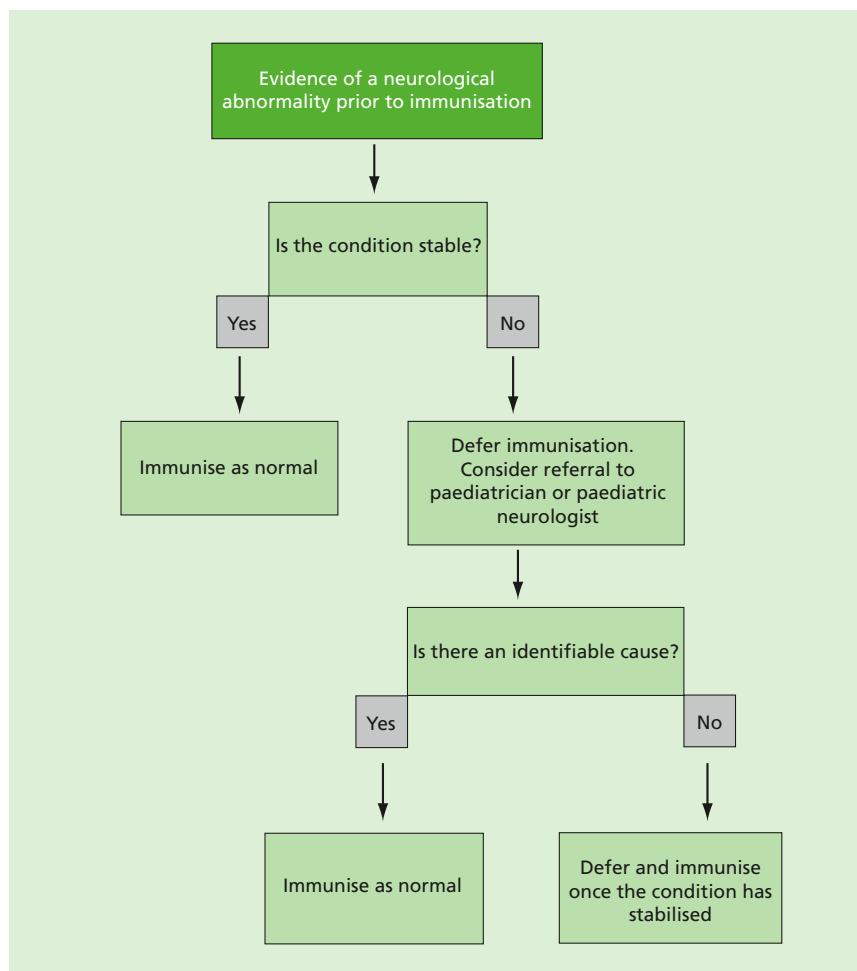 Evidence of a neurological
abnormality prior to immunisation
Is the condition stable?
Yes
No
Immunise as normal
Defer immunisation.
Consider referral to
paediatrician or paediatric
neurologist
Is there an identifiable cause?
Yes
No
Immunise as normal
Defer and immunise
once the condition has
stabilised